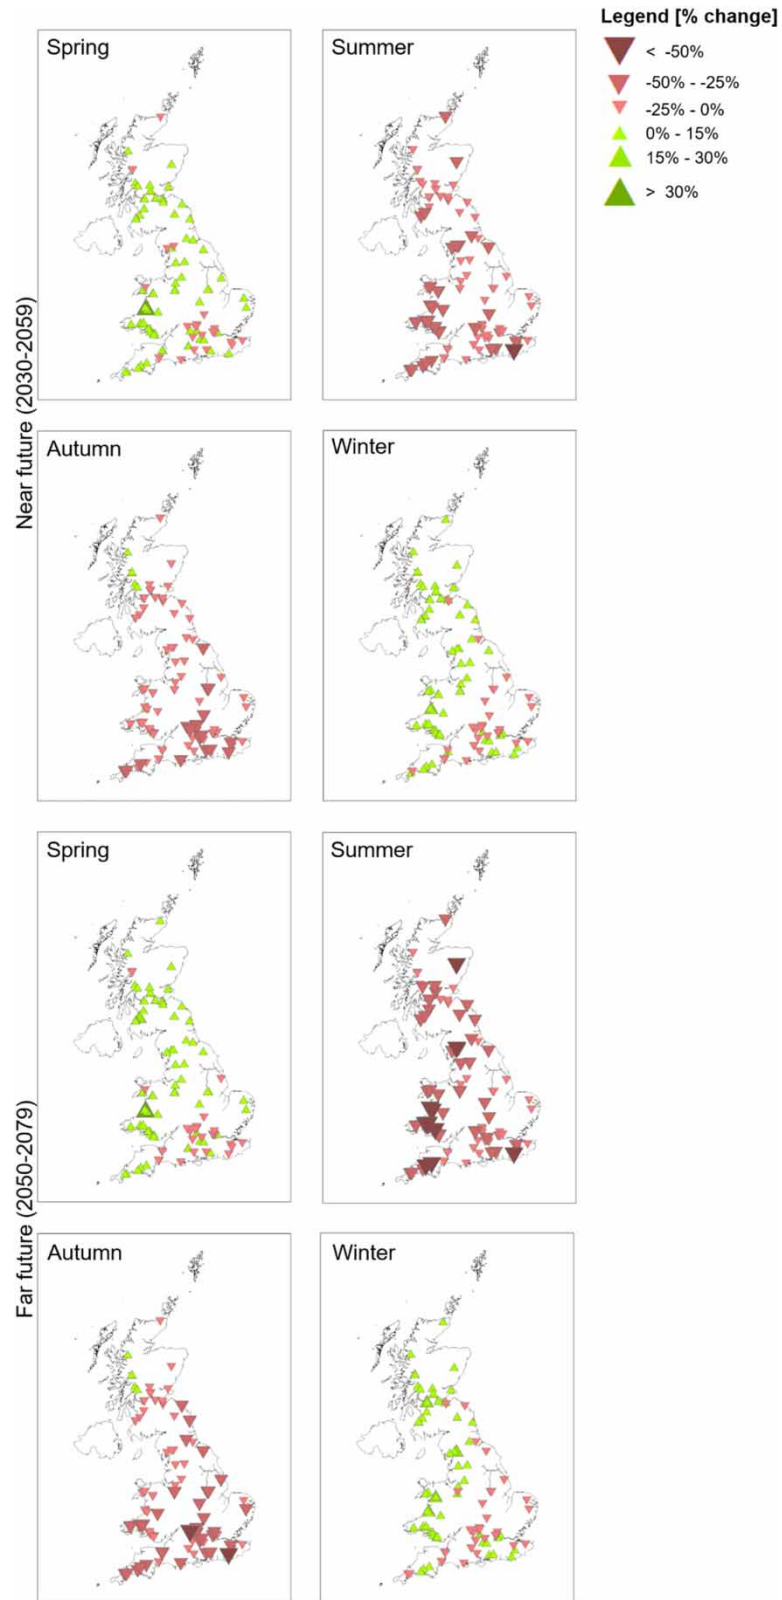 Legend [% change]
< -50%
-50% - -25%
-25% - 0%
0% - 15%
15% - 30%
> 30%
Near future (2030-2059)
Spring
Summer
Autumn
Winter
Far future (2050-2079)
Spring
Summer
Autumn
Winter